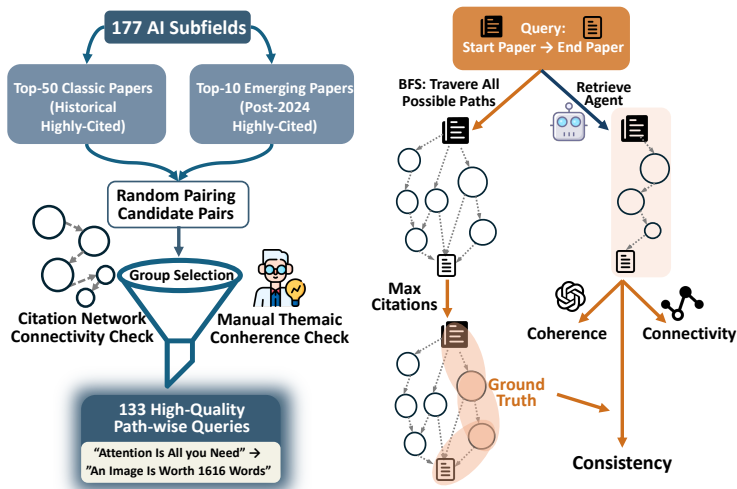 177 AI Subfields
Top-50 Classic Papers
(Historical
Highly-Cited)
Top-10 Emerging Papers
(Post-2024
Highly-Cited)
Random Pairing
Candidate Pairs
Group Selection
Citation Network
Connectivity Check
Manual Themaic
Conherence Check
133 High-Quality
Path-wise Queries
“Attention Is All you Need” →
”An Image Is Worth 1616 Words”
Query:
Start Paper → End Paper
BFS: Travere All
Possible Paths
Retrieve
Agent
Max
Citations
Ground
Truth
Coherence
Connectivity
Consistency